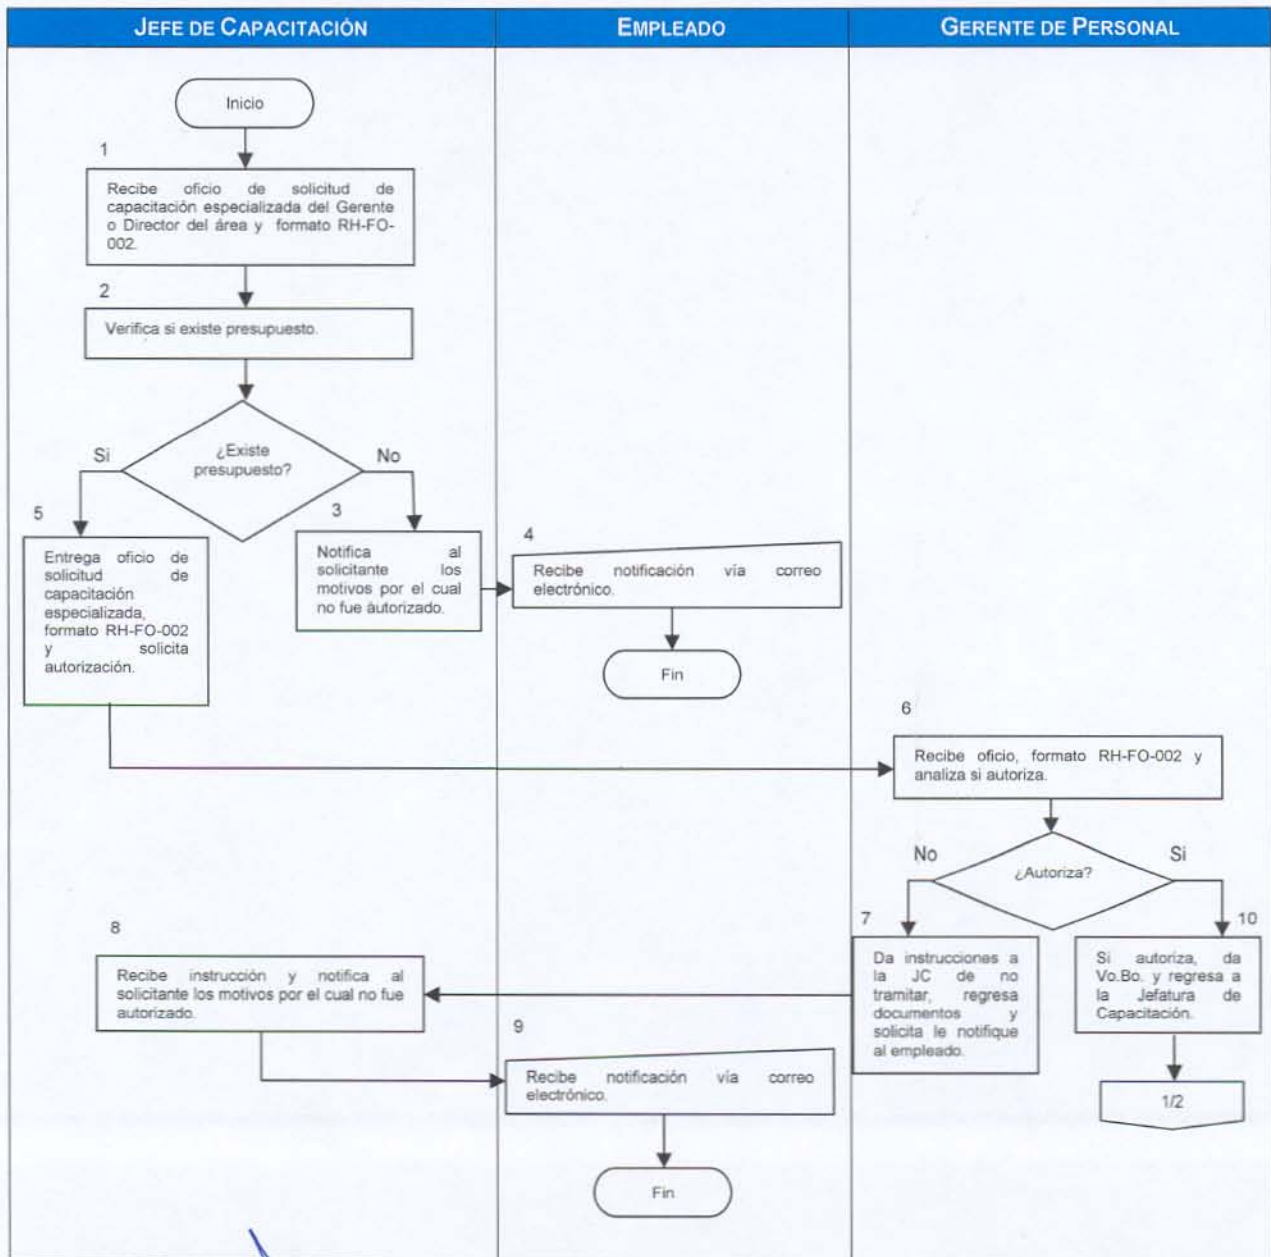 JEFE DE CAPACITACIÓN
EMPLEADO
GERENTE DE PERSONAL
Inicio
1
Recibe oficio de solicitud de
capacitación especializada del Gerente
o Director del área y formato RH-FO-
002.
2
Verifica si existe presupuesto.
¿Existe
presupuesto?
Si
No
5
Entrega oficio de
solicitud de
capacitación
especializada,
formato RH-FO-002
y solicita
autorización.
3
Notifica al
solicitante los
motivos por el cual
no fue autorizado.
4
Recibe notificación vía correo
electrónico.
Fin
6
Recibe oficio, formato RH-FO-002 y
analiza si autoriza.
¿Autoriza?
No
Si
7
Da instrucciones a
la JC de no
tramitar, regresa
documentos y
solicita le notifique
al empleado.
10
Si autoriza, da
Vo.Bo. y regresa a
la Jefatura de
Capacitación.
1/2
8
Recibe instrucción y notifica al
solicitante los motivos por el cual no fue
autorizado.
9
Recibe notificación vía correo
electrónico.
Fin